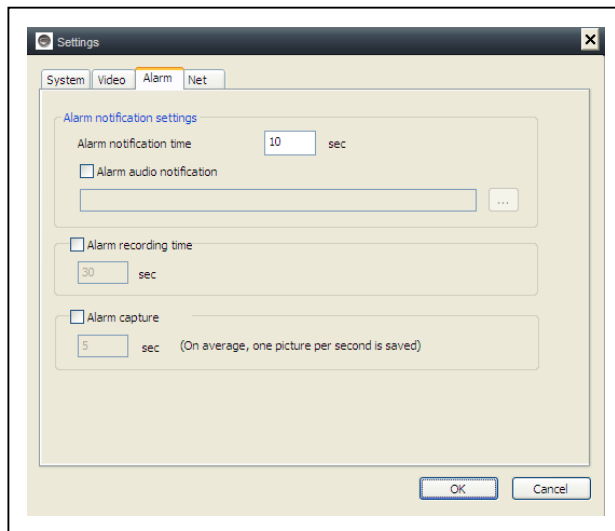 Settings
System Video Alarm Net
Alarm notification settings
Alarm notification time 10 sec
Alarm audio notification
...
Alarm recording time
30 sec
Alarm capture
5 sec (On average, one picture per second is saved)
OK Cancel